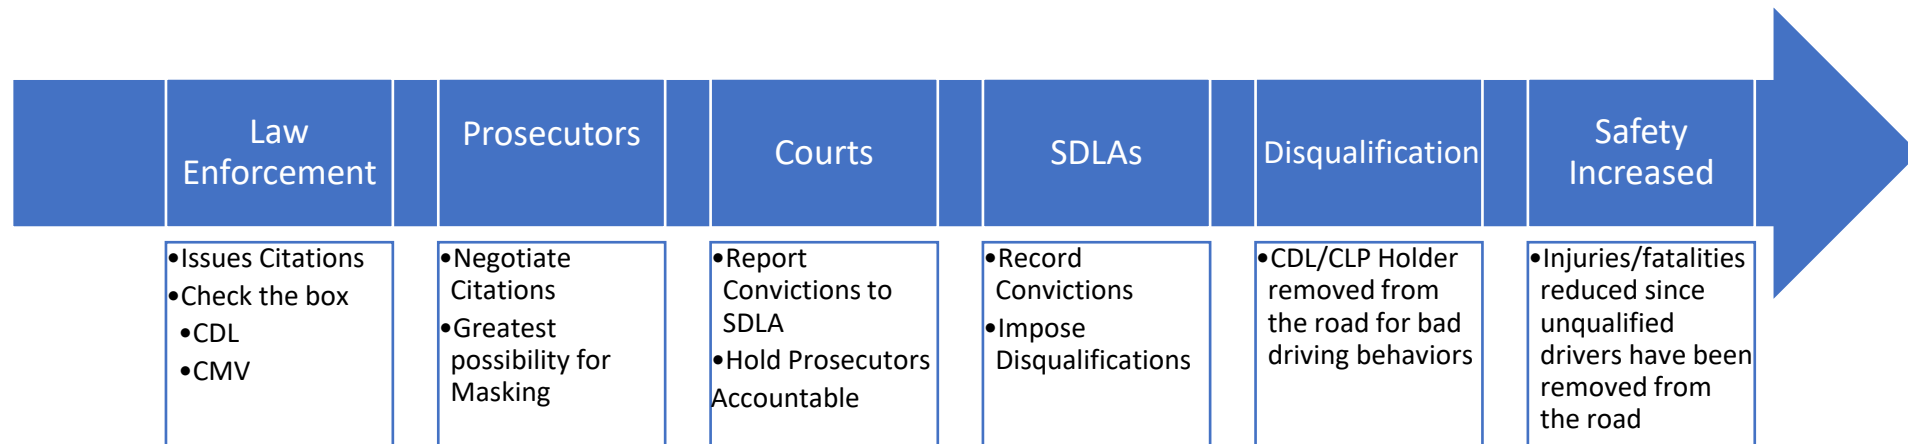 Law
Enforcement
•Issues Citations
•Check the box
•CDL
•CMV
Prosecutors
•Negotiate
Citations
•Greatest
possibility for
Masking
Courts
•Report
Convictions to
SDLA
•Hold Prosecutors
Accountable
SDLAs
•Record
Convictions
•Impose
Disqualifications
Disqualification
•CDL/CLP Holder
removed from
the road for bad
driving behaviors
Safety
Increased
•Injuries/fatalities
reduced since
unqualified
drivers have been
removed from
the road